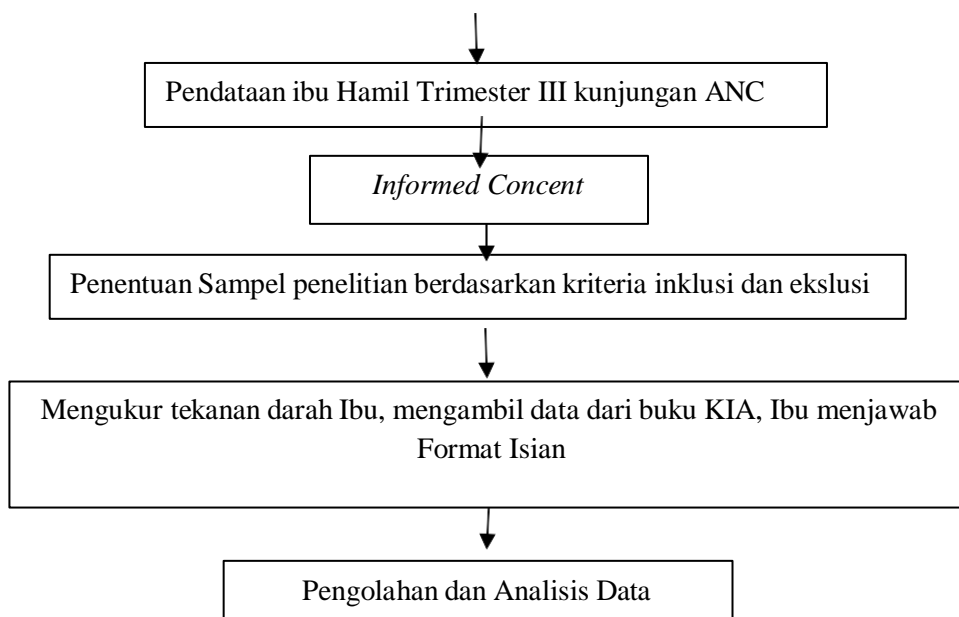 Pendataan ibu Hamil Trimester III kunjungan ANC
Informed Concent
Penentuan Sampel penelitian berdasarkan kriteria inklusi dan ekslusi
Mengukur tekanan darah Ibu, mengambil data dari buku KIA, Ibu menjawab
Format Isian
Pengolahan dan Analisis Data